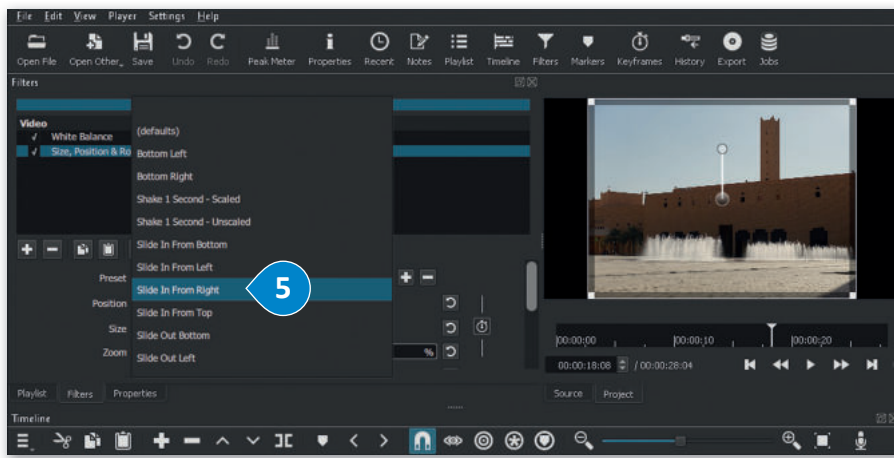 File Edit View Player Settings Help
Open File Open Other... Save Undo Redo Peak Meter Properties Recent Notes Playlist Timeline Filters Markers Keyframes History Export Jobs
Filters
Video
White Balance
Size, Position & Ro
(defaults)
Bottom Left
Bottom Right
Shake 1 Second - Scaled
Shake 1 Second - Unscaled
Slide In From Bottom
Slide In From Left
Slide In From Right
5
Slide In From Top
Slide Out Bottom
Slide Out Left
Preset
Position
Size
Zoom
%
00:00:00 00:00:10 00:00:20
00:00:18:08 / 00:00:28:04
Playlist Filters Properties
Source Project
Timeline